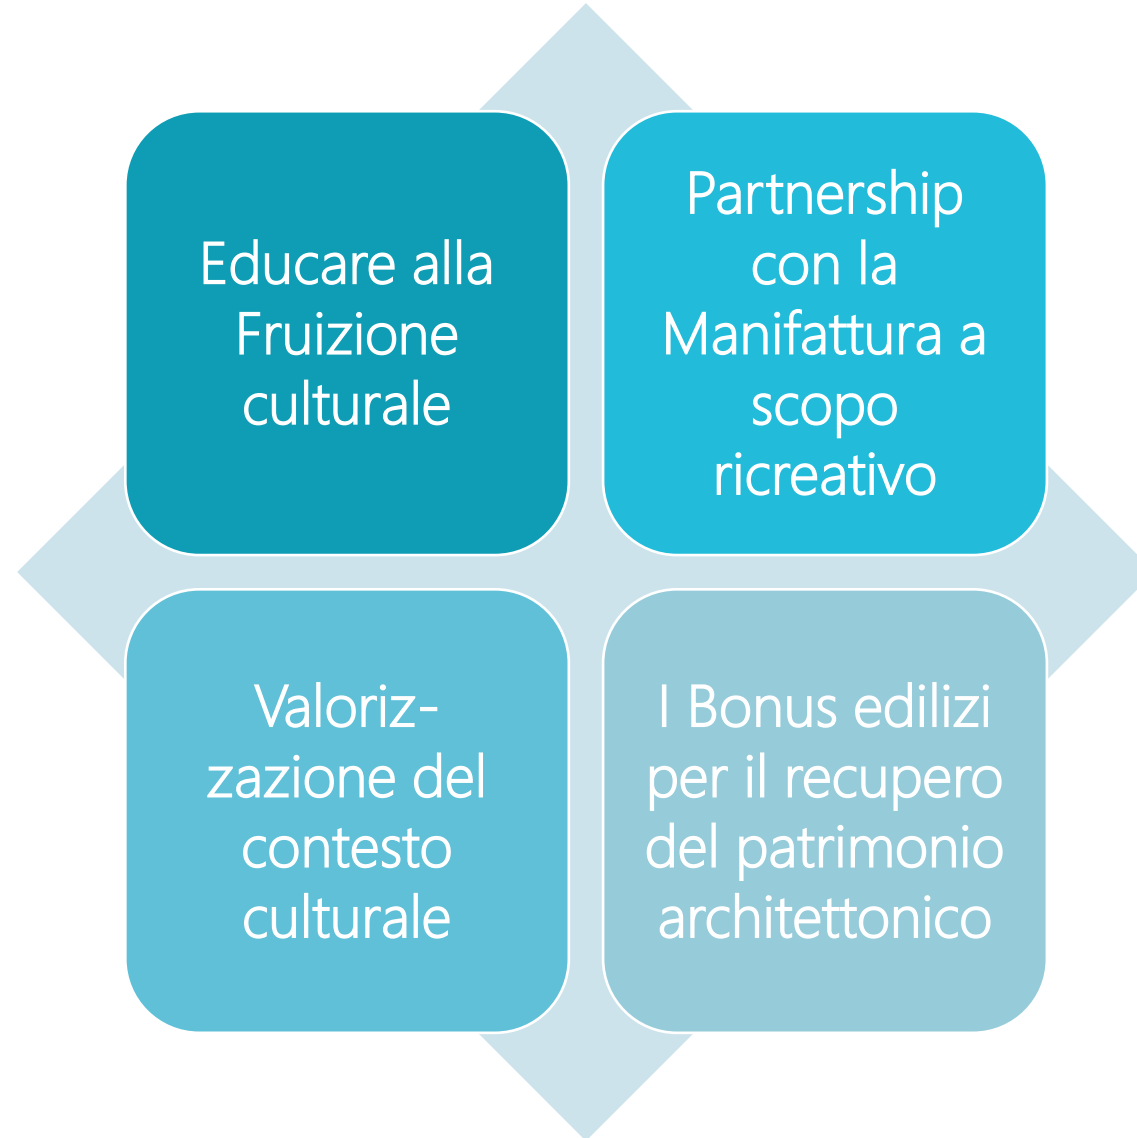 Educare alla
Fruizione
culturale
Partnership
con la
Manifattura a
scopo
ricreativo
Valoriz-
zazione del
contesto
culturale
I Bonus edilizi
per il recupero
del patrimonio
architettonico